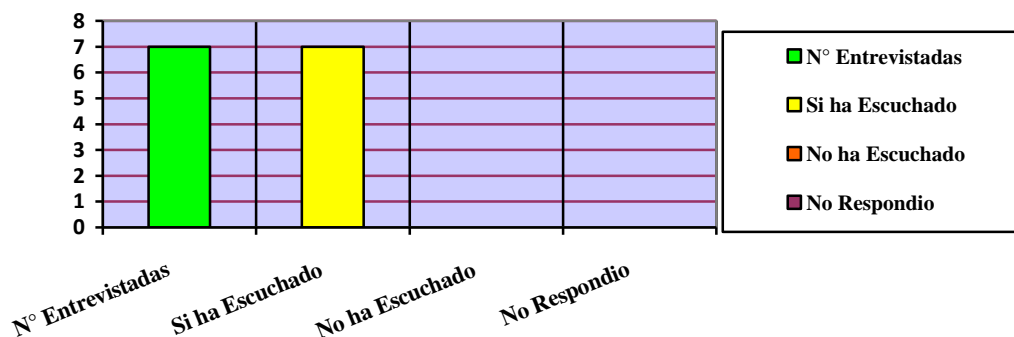 8
7
6
5
4
3
2
1
0
N° Entrevistadas
Si ha Escuchado
No ha Escuchado
No Respondio
N° Entrevistadas
Si ha Escuchado
No ha Escuchado
No Respondio